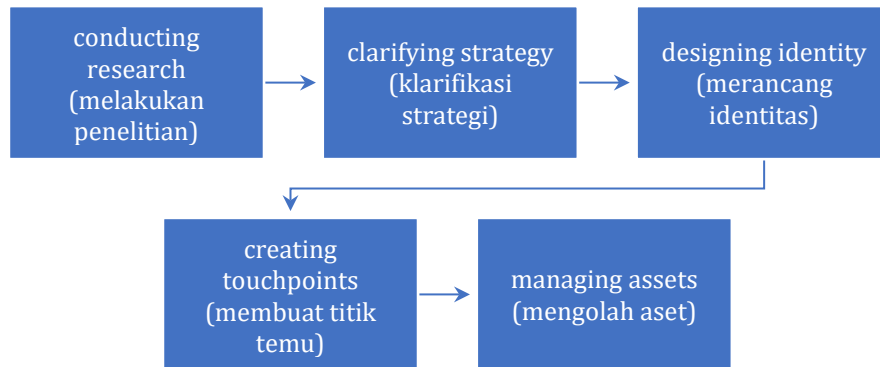 conducting
research
(melakukan
penelitian)
clarifying strategy
(klarifikasi
strategi)
designing identity
(merancang
identitas)
creating
touchpoints
(membuat titik
temu)
managing assets
(mengolah aset)